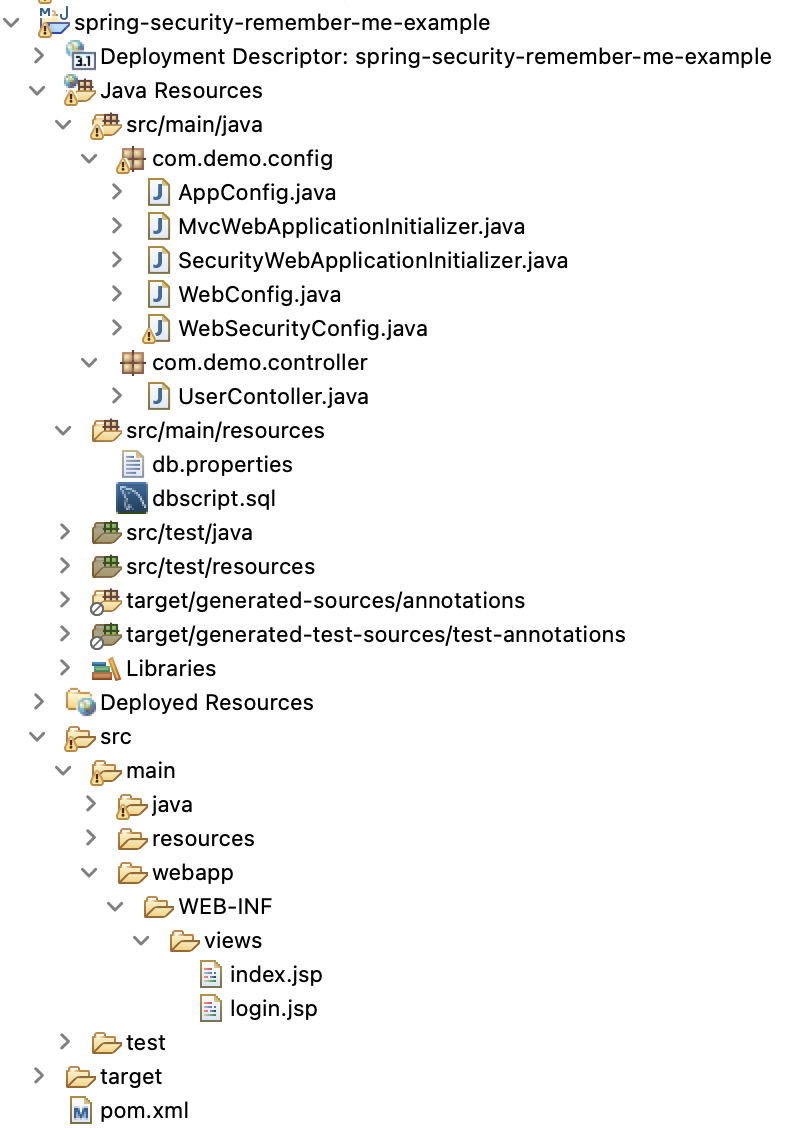 spring-security-remember-me-example
Deployment Descriptor: spring-security-remember-me-example
Java Resources
src/main/java
com.demo.config
AppConfig.java
MvcWebApplicationInitializer.java
SecurityWebApplicationInitializer.java
WebConfig.java
WebSecurityConfig.java
com.demo.controller
UserContoller.java
src/main/resources
db.properties
dbscript.sql
src/test/java
src/test/resources
target/generated-sources/annotations
target/generated-test-sources/test-annotations
Libraries
Deployed Resources
src
main
java
resources
webapp
WEB-INF
views
index.jsp
login.jsp
test
target
pom.xml